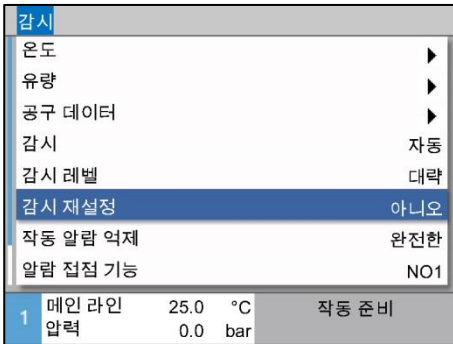 감시
온도
유량
공구 데이터
감시 자동
감시 레벨 대략
감시 재설정 아니오
작동 알람 억제 완전한
알람 접점 기능 NO1
1 메인 라인 25.0 °C 작동 준비
압력 0.0 bar